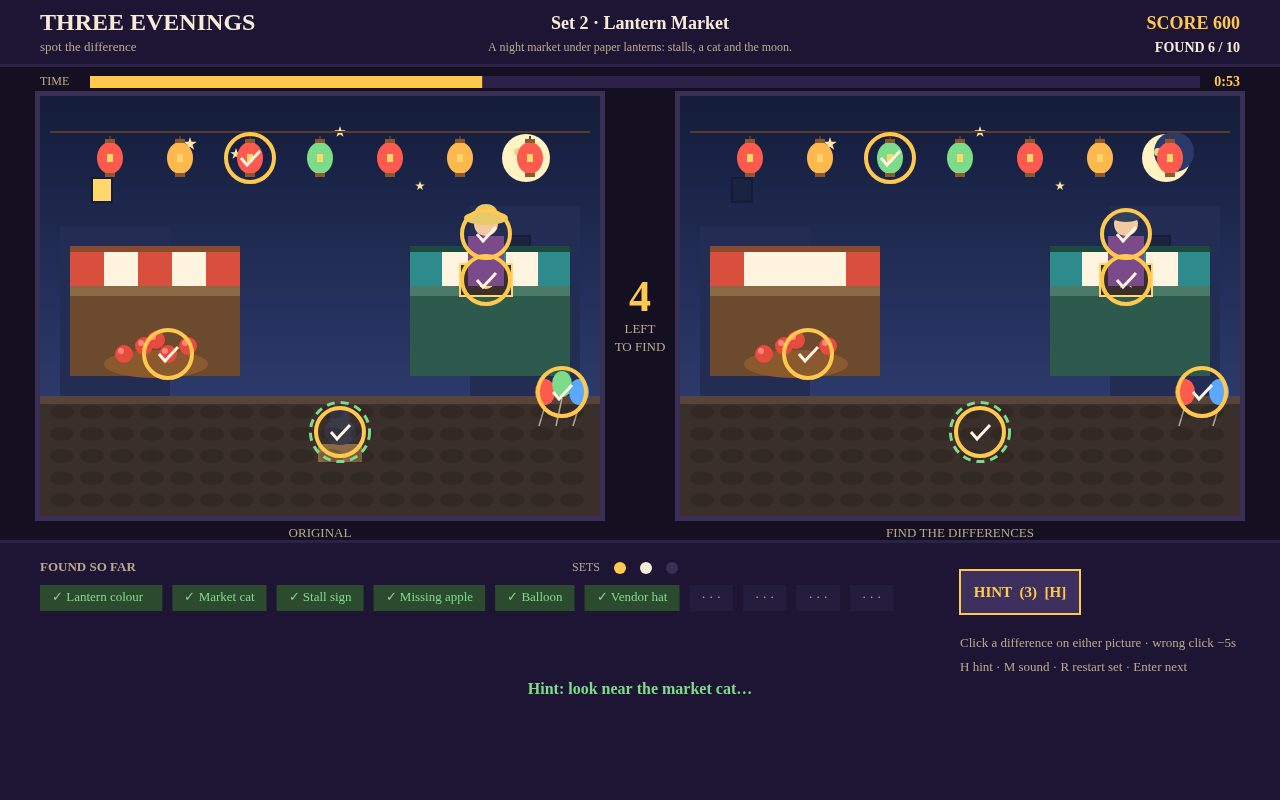 THREE EVENINGS
spot the difference
Set 2 · Lantern Market
A night market under paper lanterns: stalls, a cat and the moon.
SCORE 600
FOUND 6 / 10
TIME
0:53
4
LEFT
TO FIND
ORIGINAL
FIND THE DIFFERENCES
FOUND SO FAR
SETS
✓ Lantern colour
✓ Market cat
✓ Stall sign
✓ Missing apple
✓ Balloon
✓ Vendor hat
· · ·
· · ·
· · ·
· · ·
HINT (3) [H]
Click a difference on either picture · wrong click −5s
H hint · M sound · R restart set · Enter next
Hint: look near the market cat…